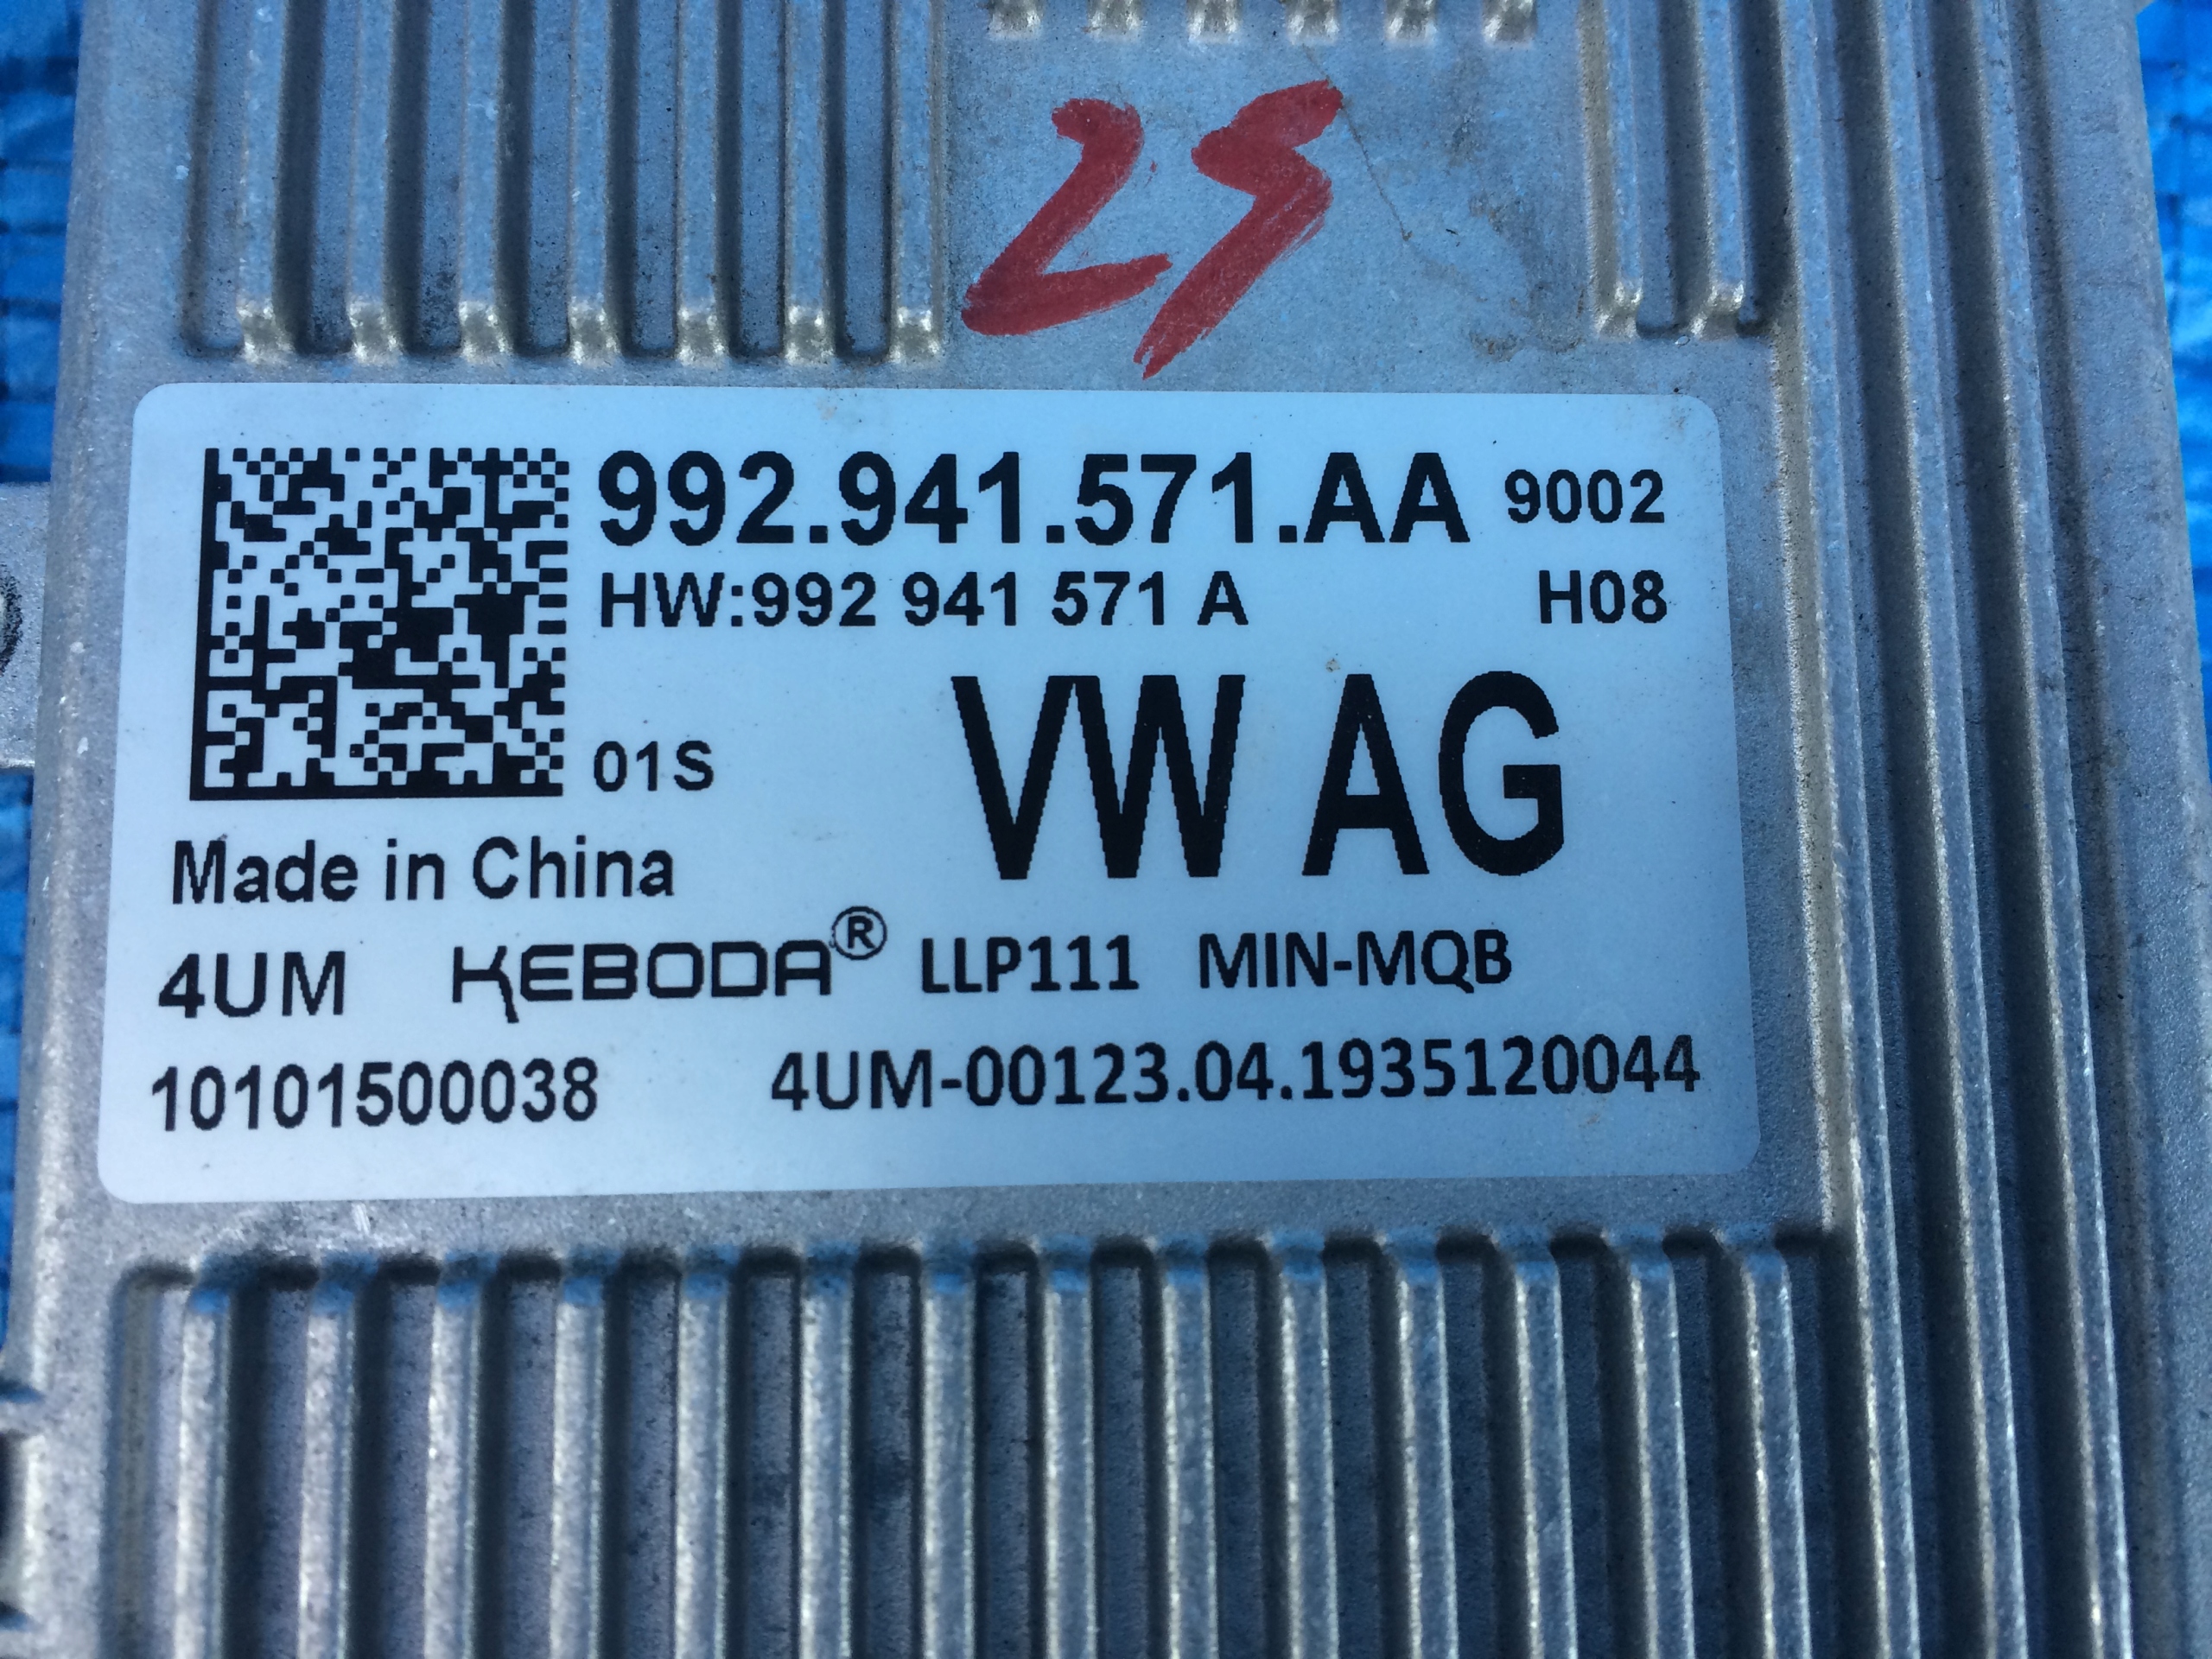 25
992.941.571.AA 9002
HW:992 941 571 A H08
VW AG
01S
Made in China
4UM KEBODA® LLP111 MIN-MQB
10101500038 4UM-00123.04.1935120044